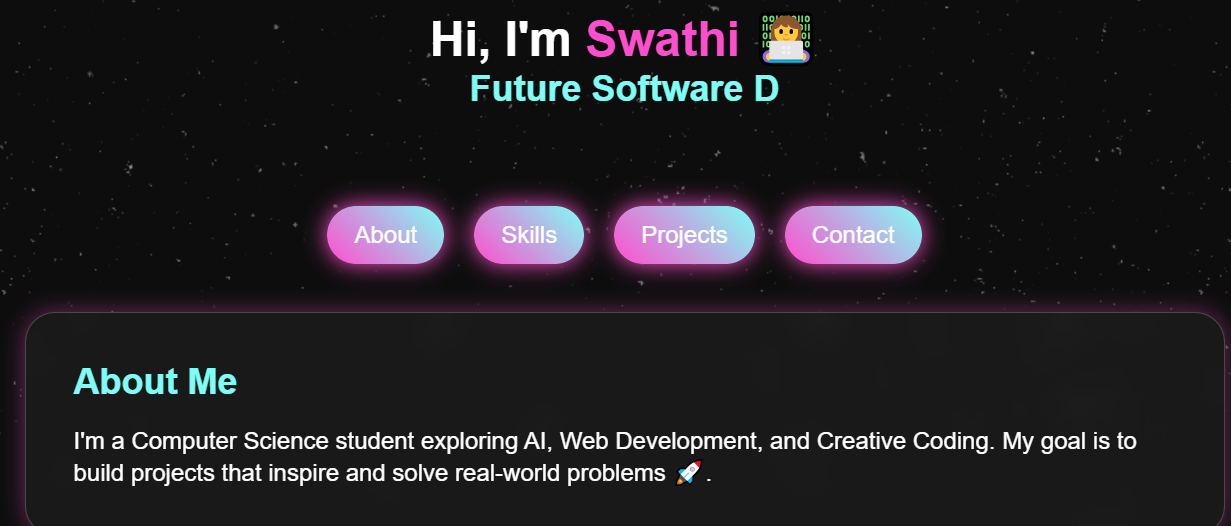 Hi, I'm Swathi 👩‍💻
Future Software D
About
Skills
Projects
Contact
About Me
I'm a Computer Science student exploring AI, Web Development, and Creative Coding. My goal is to
build projects that inspire and solve real-world problems 🚀.